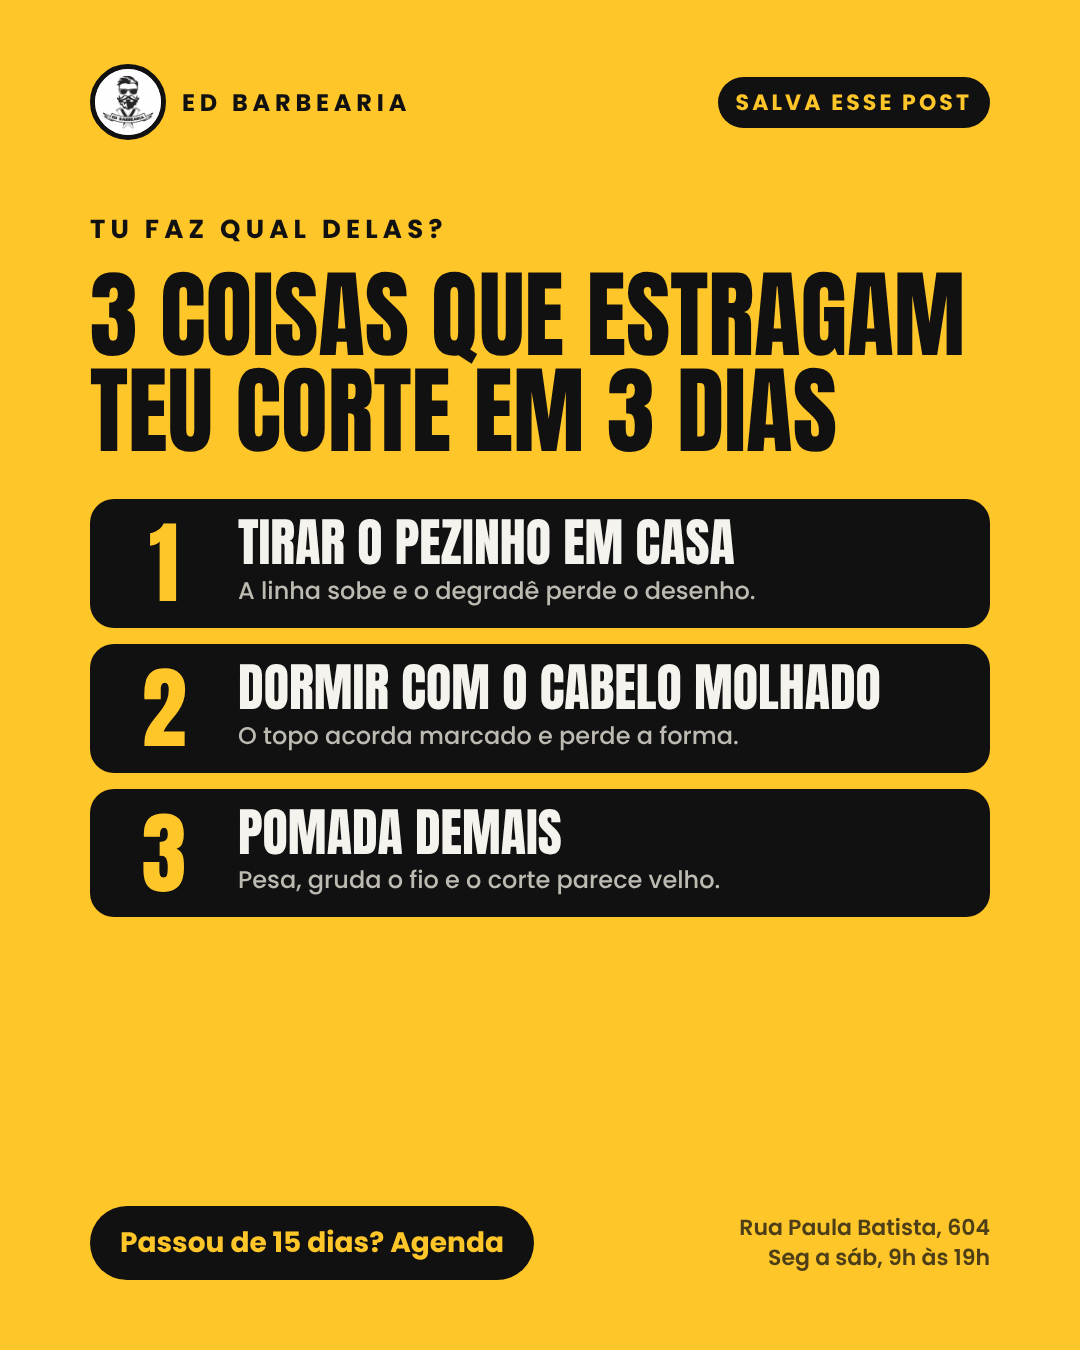 ED BARBEARIA
ED BARBEARIA
SALVA ESSE POST
TU FAZ QUAL DELAS?
3 COISAS QUE ESTRAGAM
TEU CORTE EM 3 DIAS
1
TIRAR O PEZINHO EM CASA
A linha sobe e o degradê perde o desenho.
2
DORMIR COM O CABELO MOLHADO
O topo acorda marcado e perde a forma.
3
POMADA DEMAIS
Pesa, gruda o fio e o corte parece velho.
Passou de 15 dias? Agenda
Rua Paula Batista, 604
Seg a sáb, 9h às 19h